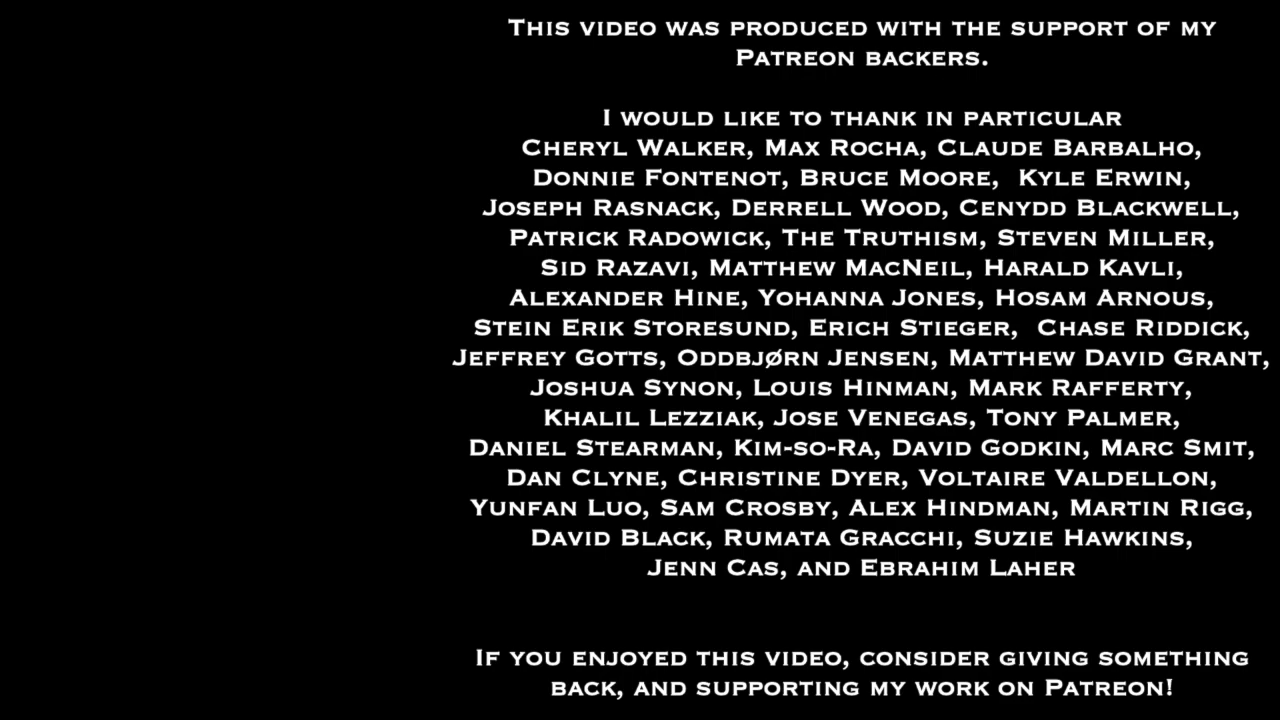 This video was produced with the support of my
Patreon backers.
I would like to thank in particular
Cheryl Walker, Max Rocha, Claude Barbalho,
Donnie Fontenot, Bruce Moore,  Kyle Erwin,
Joseph Rasnack, Derrell Wood, Cenydd Blackwell,
Patrick Radowick, The Truthism, Steven Miller,
Sid Razavi, Matthew MacNeil, Harald Kavli,
Alexander Hine, Yohanna Jones, Hosam Arnous,
Stein Erik Storesund, Erich Stieger,  Chase Riddick,
Jeffrey Gotts, Oddbjørn Jensen, Matthew David Grant,
Joshua Synon, Louis Hinman, Mark Rafferty,
Khalil Lezziak, Jose Venegas, Tony Palmer,
Daniel Stearman, Kim-so-Ra, David Godkin, Marc Smit,
Dan Clyne, Christine Dyer, Voltaire Valdellon,
Yunfan Luo, Sam Crosby, Alex Hindman, Martin Rigg,
David Black, Rumata Gracchi, Suzie Hawkins,
Jenn Cas, and Ebrahim Laher
If you enjoyed this video, consider giving something
back, and supporting my work on Patreon!